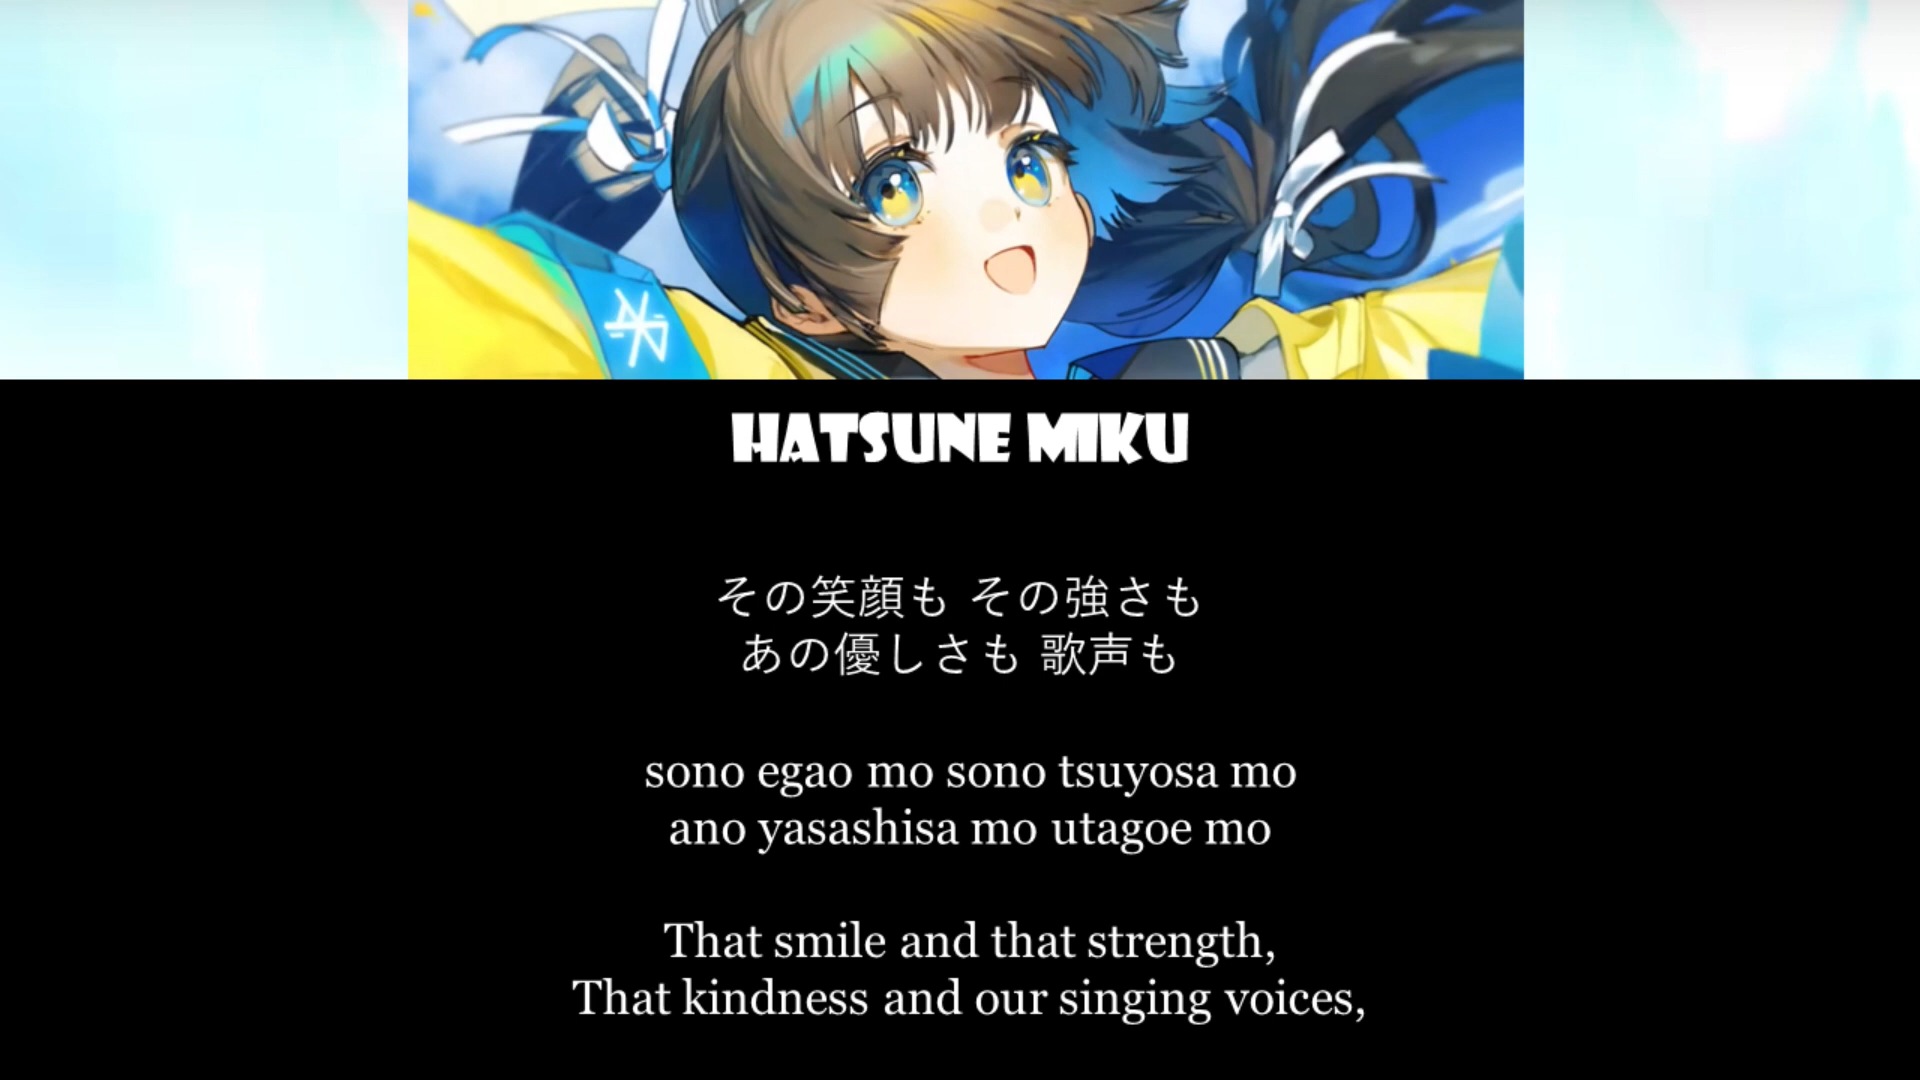 HATSUNE MIKU
その笑顔も その強さも
あの優しさも 歌声も
sono egao mo sono tsuyosa mo
ano yasashisa mo utagoe mo
That smile and that strength,
That kindness and our singing voices,